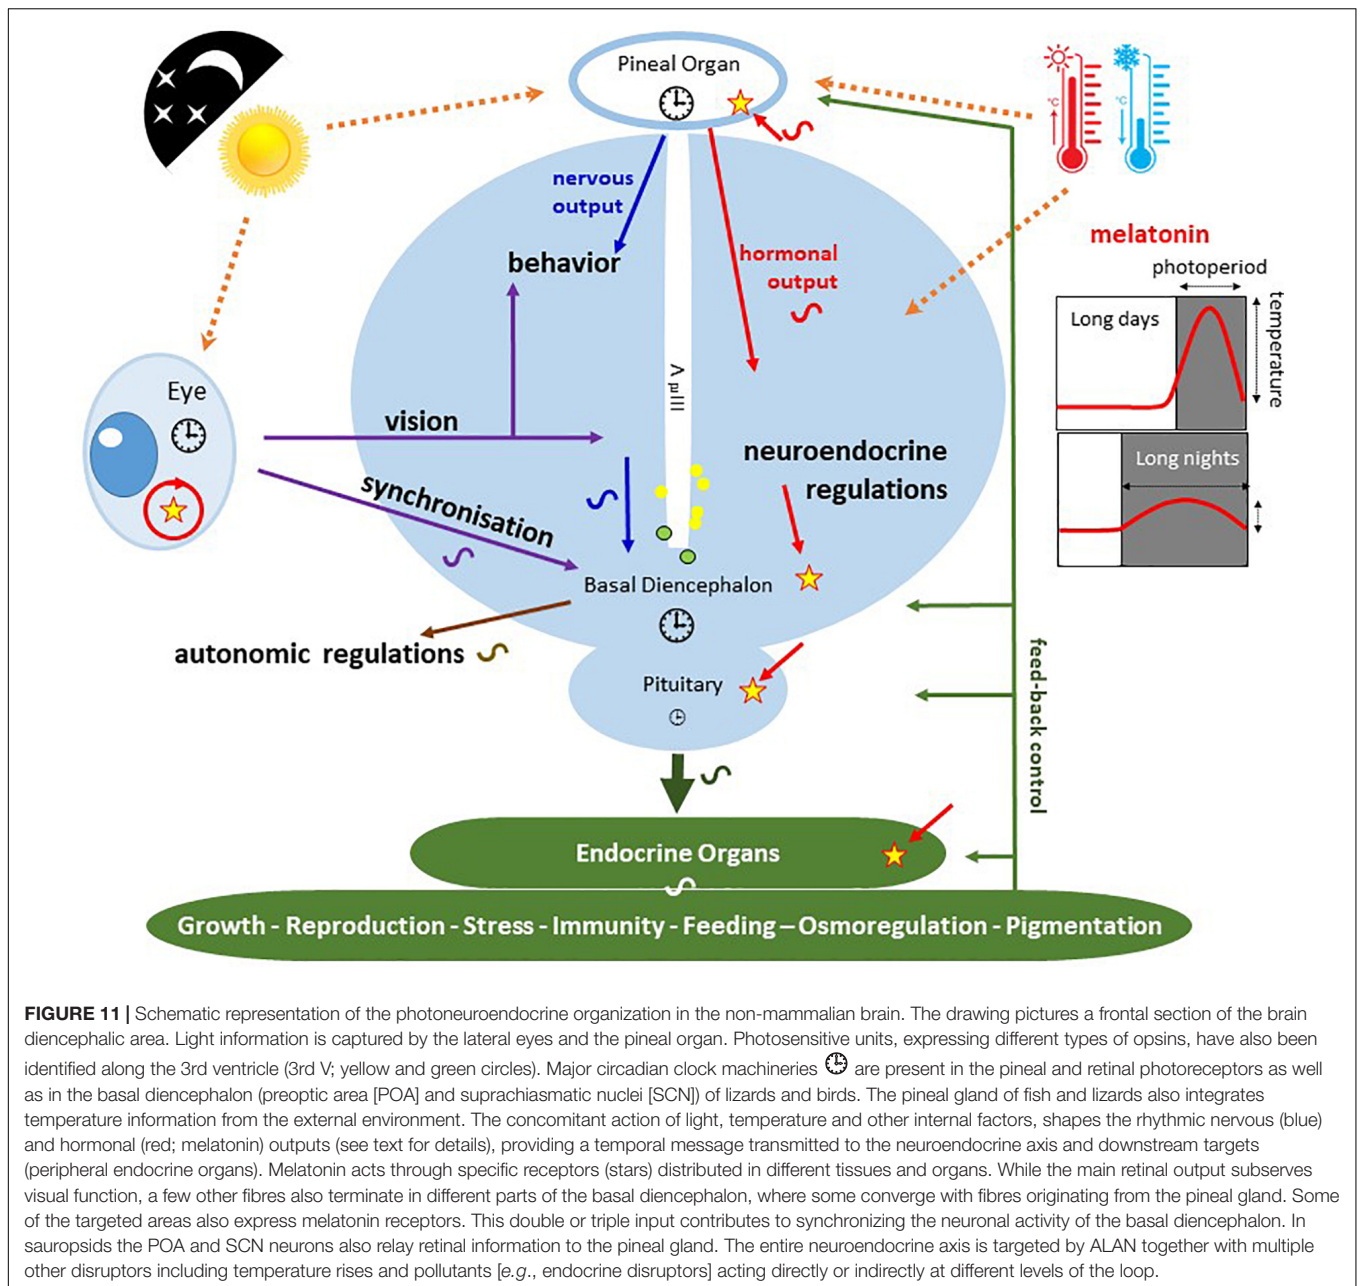 Pineal Organ
nervous
output
behavior
hormonal
output
°C
°C
melatonin
photoperiod
Long days
temperature
Long nights
Eye
vision
synchronisation
IIIrd V
neuroendocrine
regulations
Basal Diencephalon
autonomic regulations
Pituitary
feed-back control
Endocrine Organs
Growth - Reproduction - Stress - Immunity - Feeding – Osmoregulation - Pigmentation
FIGURE 11 | Schematic representation of the photoneuroendocrine organization in the non-mammalian brain. The drawing pictures a frontal section of the brain
diencephalic area. Light information is captured by the lateral eyes and the pineal organ. Photosensitive units, expressing different types of opsins, have also been
identified along the 3rd ventricle (3rd V; yellow and green circles). Major circadian clock machineries are present in the pineal and retinal photoreceptors as well
as in the basal diencephalon (preoptic area [POA] and suprachiasmatic nuclei [SCN]) of lizards and birds. The pineal gland of fish and lizards also integrates
temperature information from the external environment. The concomitant action of light, temperature and other internal factors, shapes the rhythmic nervous (blue)
and hormonal (red; melatonin) outputs (see text for details), providing a temporal message transmitted to the neuroendocrine axis and downstream targets
(peripheral endocrine organs). Melatonin acts through specific receptors (stars) distributed in different tissues and organs. While the main retinal output subserves
visual function, a few other fibres also terminate in different parts of the basal diencephalon, where some converge with fibres originating from the pineal gland. Some
of the targeted areas also express melatonin receptors. This double or triple input contributes to synchronizing the neuronal activity of the basal diencephalon. In
sauropsids the POA and SCN neurons also relay retinal information to the pineal gland. The entire neuroendocrine axis is targeted by ALAN together with multiple
other disruptors including temperature rises and pollutants [e.g., endocrine disruptors] acting directly or indirectly at different levels of the loop.